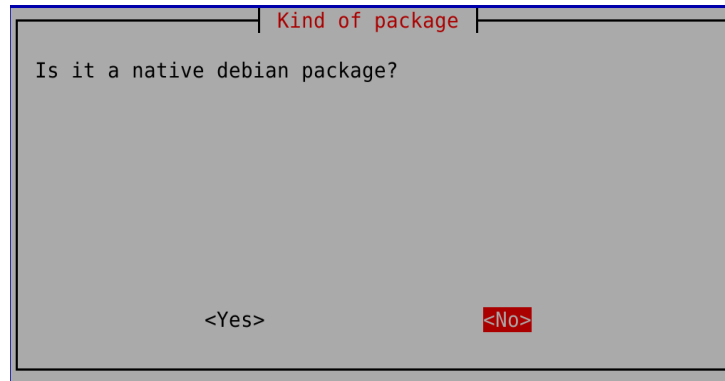 Kind of package
Is it a native debian package?
<Yes> <No>